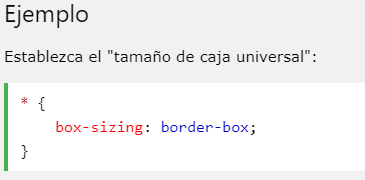 Ejemplo
Establezca el "tamaño de caja universal":
* {
    box-sizing: border-box;
}